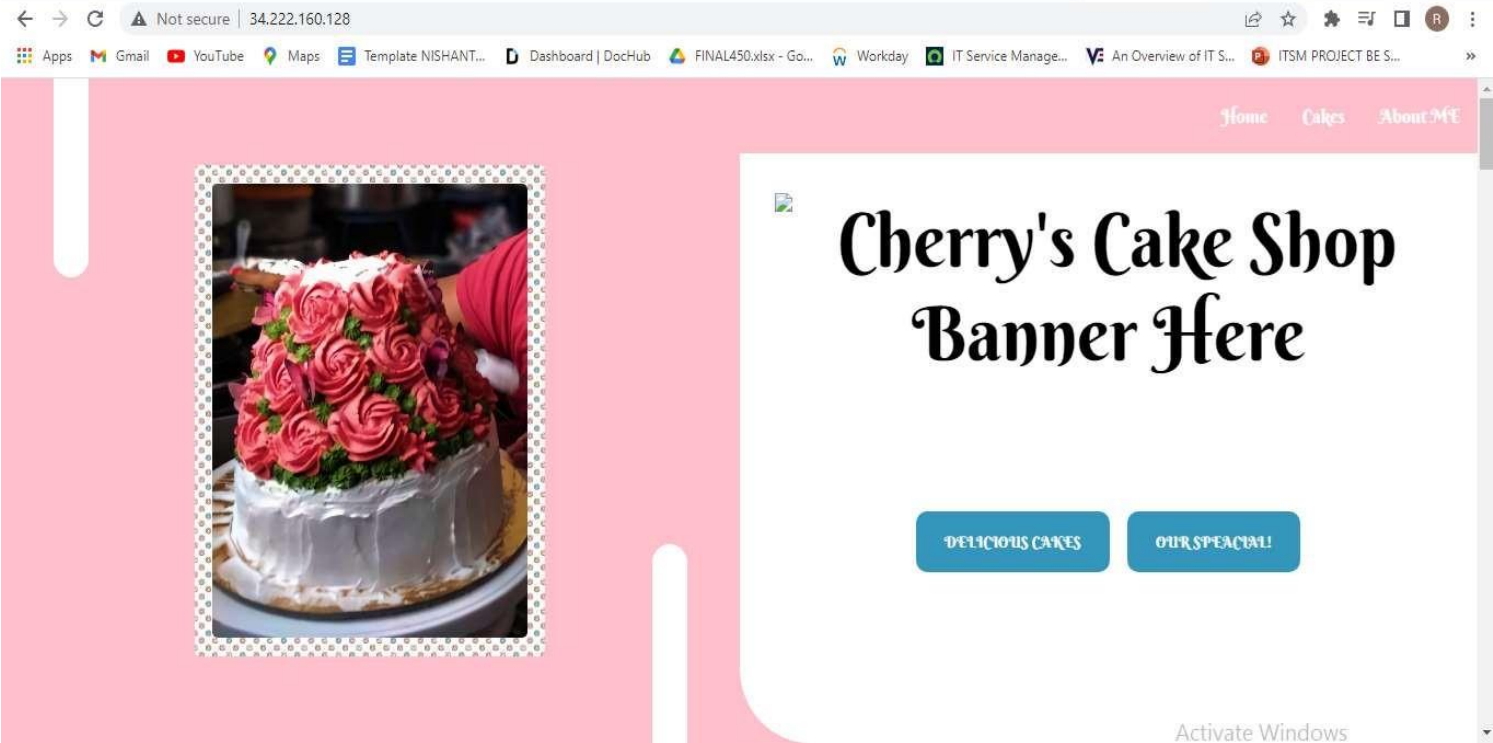 Not secure | 34.222.160.128
R
Apps Gmail YouTube Maps Template NISHANT... Dashboard | DocHub FINAL450.xlsx - Go... Workday IT Service Manage... An Overview of IT S... ITSM PROJECT BE S... »
Home Cakes About ME
Cherry's Cake Shop
Banner Here
DELICIOUS CAKES OUR SPEACIAL!
Activate Windows